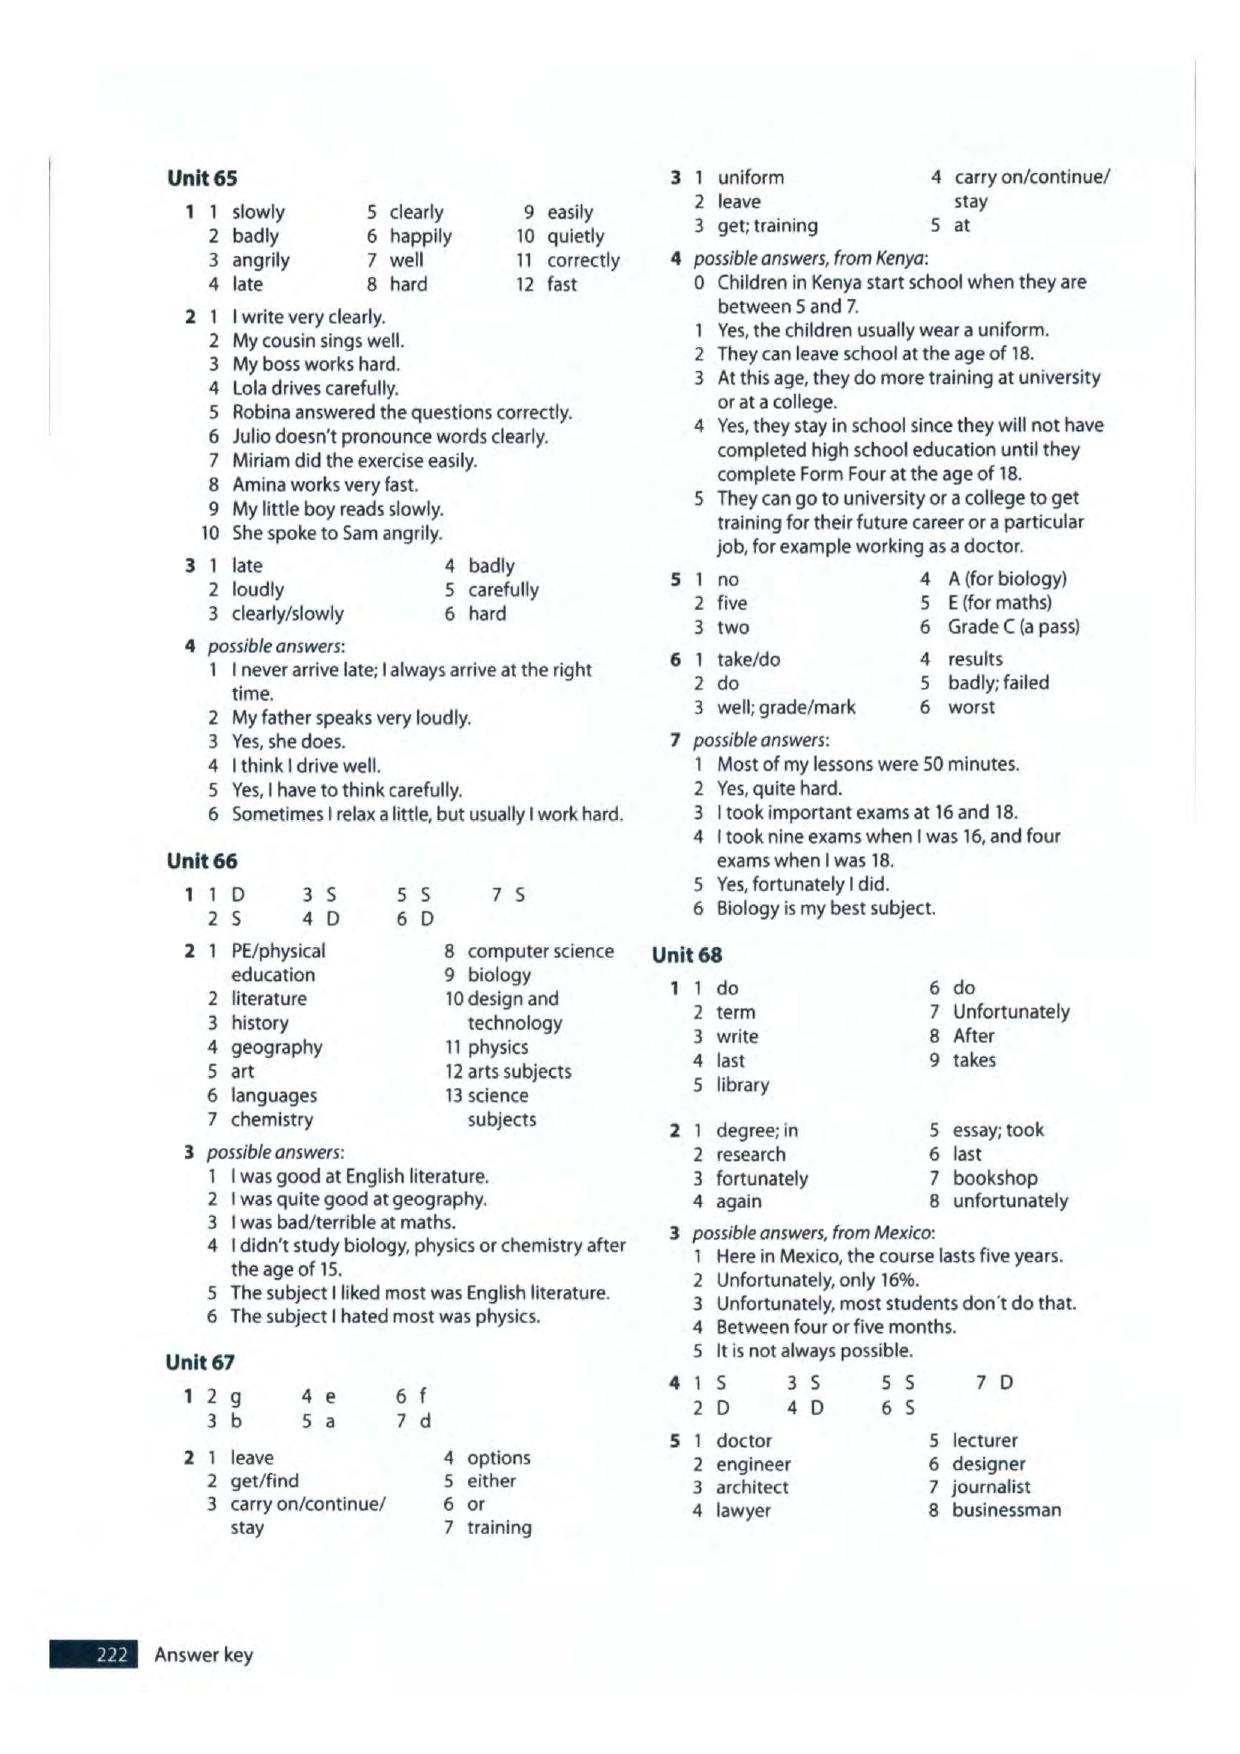 Unit 65
1 1 slowly 5 clearly 9 easily
2 badly 6 happily 10 quietly
3 angrily 7 well 11 correctly
4 late 8 hard 12 fast
2 1 I write very clearly.
2 My cousin sings well.
3 My boss works hard.
4 Lola drives carefully.
5 Robina answered the questions correctly.
6 Julio doesn't pronounce words clearly.
7 Miriam did the exercise easily.
8 Amina works very fast.
9 My little boy reads slowly.
10 She spoke to Sam angrily.
3 1 late 4 badly
2 loudly 5 carefully
3 clearly/slowly 6 hard
4 possible answers:
1 I never arrive late; I always arrive at the right
time.
2 My father speaks very loudly.
3 Yes, she does.
4 I think I drive well.
5 Yes, I have to think carefully.
6 Sometimes I relax a little, but usually I work hard.
Unit 66
1 1 D 3 S 5 S 7 S
2 S 4 D 6 D
2 1 PE/physical 8 computer science
education 9 biology
2 literature 10 design and
3 history technology
4 geography 11 physics
5 art 12 arts subjects
6 languages 13 science
7 chemistry subjects
3 possible answers:
1 I was good at English literature.
2 I was quite good at geography.
3 I was bad/terrible at maths.
4 I didn't study biology, physics or chemistry after
the age of 15.
5 The subject I liked most was English literature.
6 The subject I hated most was physics.
Unit 67
1 2 g 4 e 6 f
3 b 5 a 7 d
2 1 leave 4 options
2 get/find 5 either
3 carry on/continue/ 6 or
stay 7 training
3 1 uniform 4 carry on/continue/
2 leave stay
3 get; training 5 at
4 possible answers, from Kenya:
0 Children in Kenya start school when they are
between 5 and 7.
1 Yes, the children usually wear a uniform.
2 They can leave school at the age of 18.
3 At this age, they do more training at university
or at a college.
4 Yes, they stay in school since they will not have
completed high school education until they
complete Form Four at the age of 18.
5 They can go to university or a college to get
training for their future career or a particular
job, for example working as a doctor.
5 1 no 4 A (for biology)
2 five 5 E (for maths)
3 two 6 Grade C (a pass)
6 1 take/do 4 results
2 do 5 badly; failed
3 well; grade/mark 6 worst
7 possible answers:
1 Most of my lessons were 50 minutes.
2 Yes, quite hard.
3 I took important exams at 16 and 18.
4 I took nine exams when I was 16, and four
exams when I was 18.
5 Yes, fortunately I did.
6 Biology is my best subject.
Unit 68
1 1 do 6 do
2 term 7 Unfortunately
3 write 8 After
4 last 9 takes
5 library
2 1 degree; in 5 essay; took
2 research 6 last
3 fortunately 7 bookshop
4 again 8 unfortunately
3 possible answers, from Mexico:
1 Here in Mexico, the course lasts five years.
2 Unfortunately, only 16%.
3 Unfortunately, most students don't do that.
4 Between four or five months.
5 It is not always possible.
4 1 S 3 S 5 S 7 D
2 D 4 D 6 S
5 1 doctor 5 lecturer
2 engineer 6 designer
3 architect 7 journalist
4 lawyer 8 businessman
222 Answer key